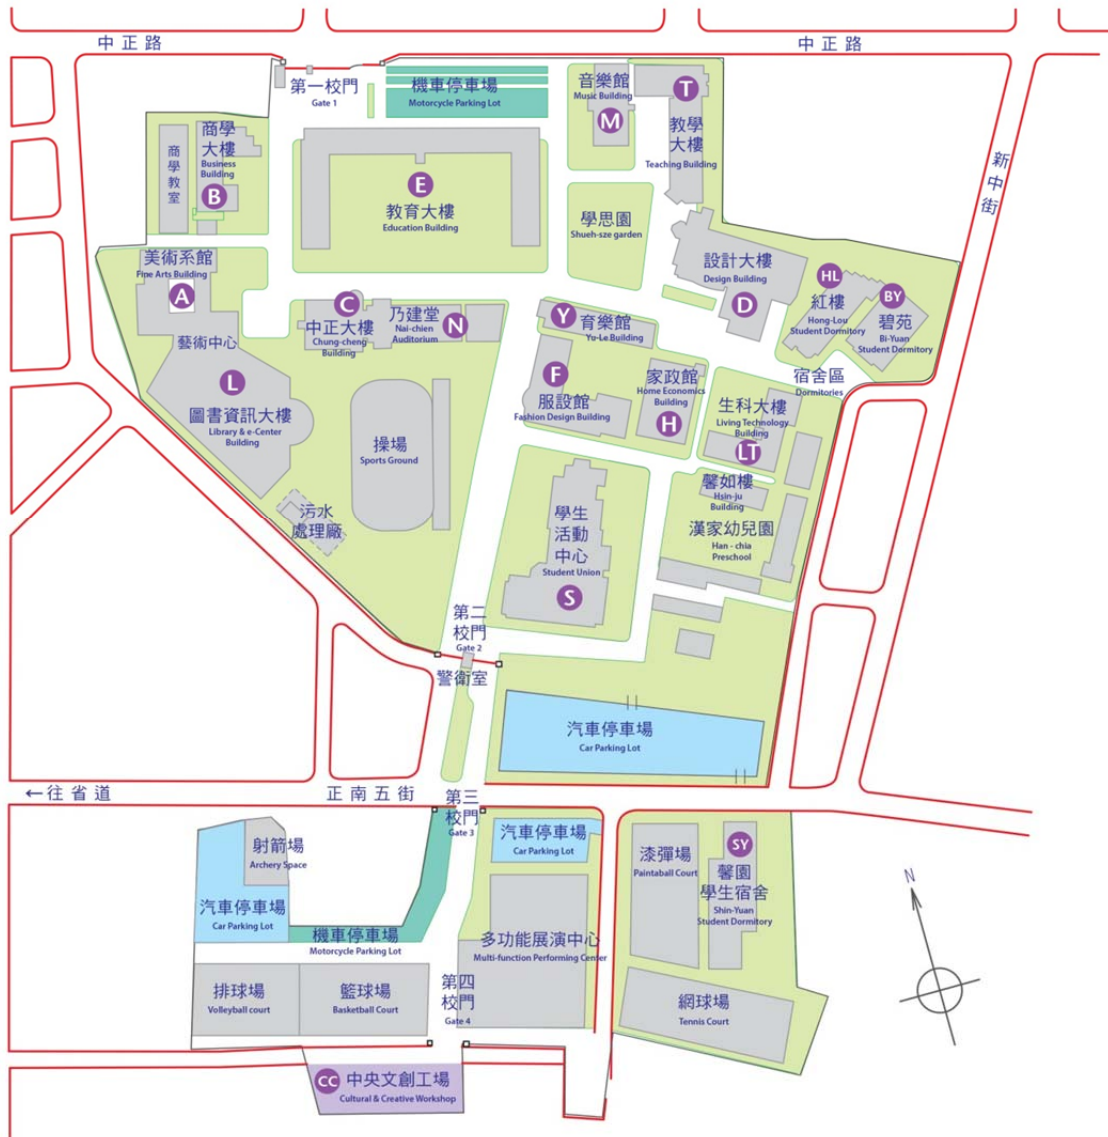 中正路
中正路
第一校門
Gate 1
機車停車場
Motorcycle Parking Lot
音樂館
Music Building
M
T
教學
大樓
Teaching Building
新中街
商學教室
商學
大樓
Business
Building
B
E
教育大樓
Education Building
學思園
Shueh-sze garden
美術系館
Fine Arts Building
A
藝術中心
C
中正大樓
Chung-cheng
Building
乃建堂
Nai-chien
Auditorium
N
設計大樓
Design Building
D
HL
紅樓
Hong-Lou
Student Dormitory
BY
碧苑
Bi-Yuan
Student Dormitory
Y
育樂館
Yu-Le Building
F
服設館
Fashion Design Building
家政館
Home Economics
Building
H
宿舍區
Dormitories
生科大樓
Living Technology
Building
LT
L
圖書資訊大樓
Library & e-Center
Building
操場
Sports Ground
污水
處理廠
學生
活動
中心
Student Union
S
馨如樓
Hsin-ju
Building
漢家幼兒園
Han - chia
Preschool
第二
校門
Gate 2
警衛室
汽車停車場
Car Parking Lot
←往省道
正南五街
第三
校門
Gate 3
射箭場
Archery Space
汽車停車場
Car Parking Lot
汽車停車場
Car Parking Lot
機車停車場
Motorcycle Parking Lot
漆彈場
Paintaball Court
SY
馨園
學生宿舍
Shin-Yuan
Student Dormitory
多功能展演中心
Multi-function Performing Center
排球場
Volleyball court
籃球場
Basketball Court
第四
校門
Gate 4
網球場
Tennis Court
N
CC
中央文創工場
Cultural & Creative Workshop